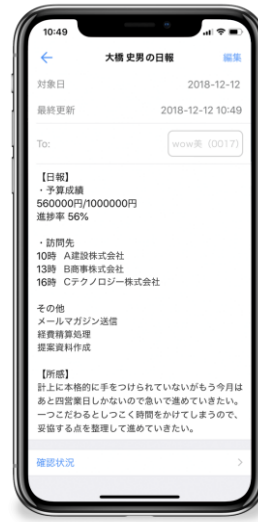 10:49
大橋 史男の日報
編集
対象日 2018-12-12
最終更新 2018-12-12 10:49
To: wow美 (0017)
【日報】
・予算成績
560000円/1000000円
進捗率 56%
・訪問先
10時 A建設株式会社
13時 B商事株式会社
16時 Cテクノロジー株式会社
その他
メールマガジン送信
経費精算処理
提案資料作成
【所感】
計上に本格的に手をつけられていないがもう今月は
あと四営業日しかないので急いで進めていきたい。
一つこだわるとしつこく時間をかけてしまうので、
妥協する点を整理して進めていきたい。
確認状況